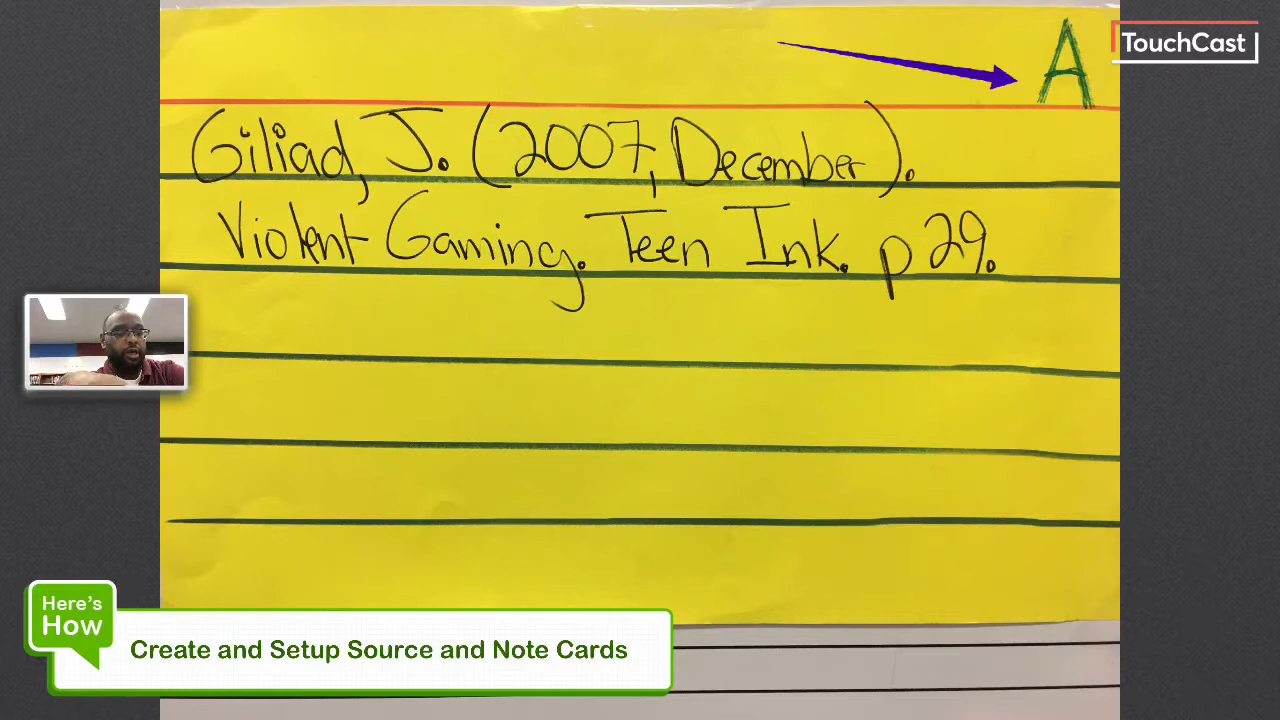 A
TouchCast
Giliad, J. (2007, December).
Violent Gaming. Teen Ink. p 29.
Here's
How
Create and Setup Source and Note Cards